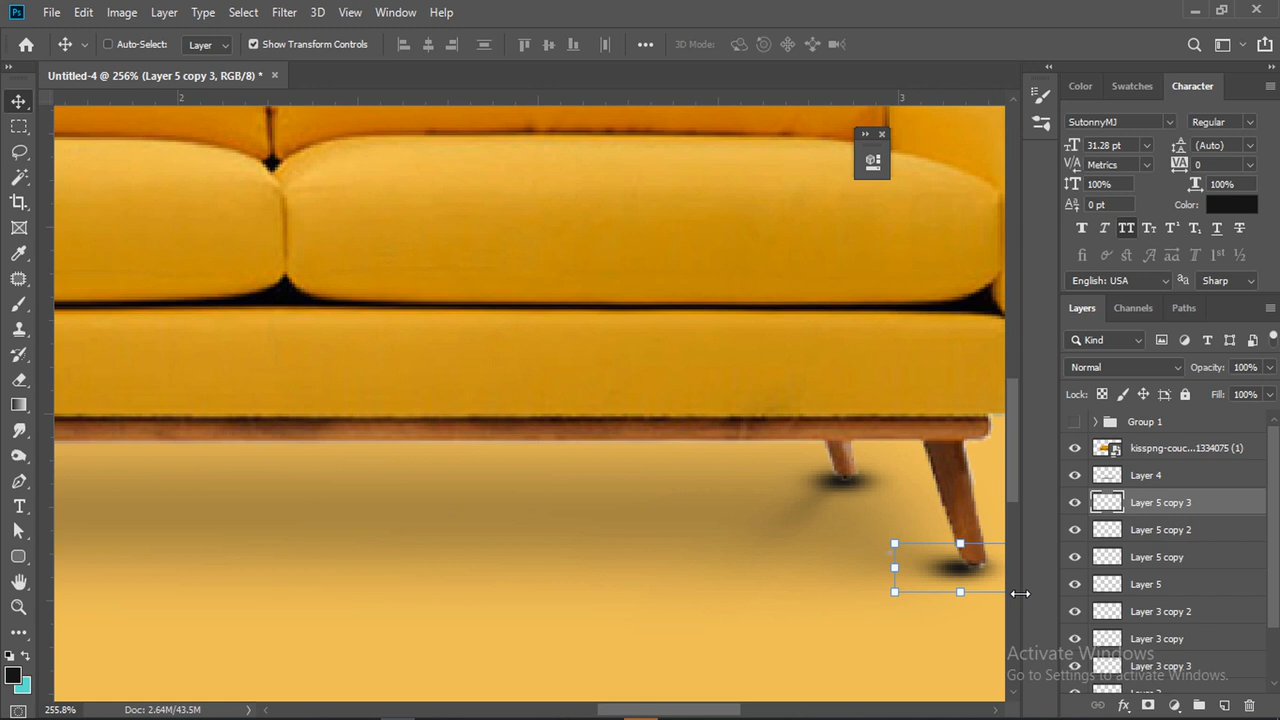 Ps File Edit Image Layer Type Select Filter 3D View Window Help
Auto-Select: Layer Show Transform Controls 3D Mode:
Untitled-4 @ 256% (Layer 5 copy 3, RGB/8) * ×
2 3
Color Swatches Character
SutonnyMJ Regular
31.28 pt (Auto)
Metrics 0
100% 100%
0 pt Color:
English: USA Sharp
Layers Channels Paths
Kind
Normal Opacity: 100%
Lock: Fill: 100%
Group 1
kisspng-couc...1334075 (1)
Layer 4
Layer 5 copy 3
Layer 5 copy 2
Layer 5 copy
Layer 5
Layer 3 copy 2
Layer 3 copy
Layer 3 copy 3
Activate Windows
Go to Settings to activate Windows.
255.8% Doc: 2.64M/43.5M